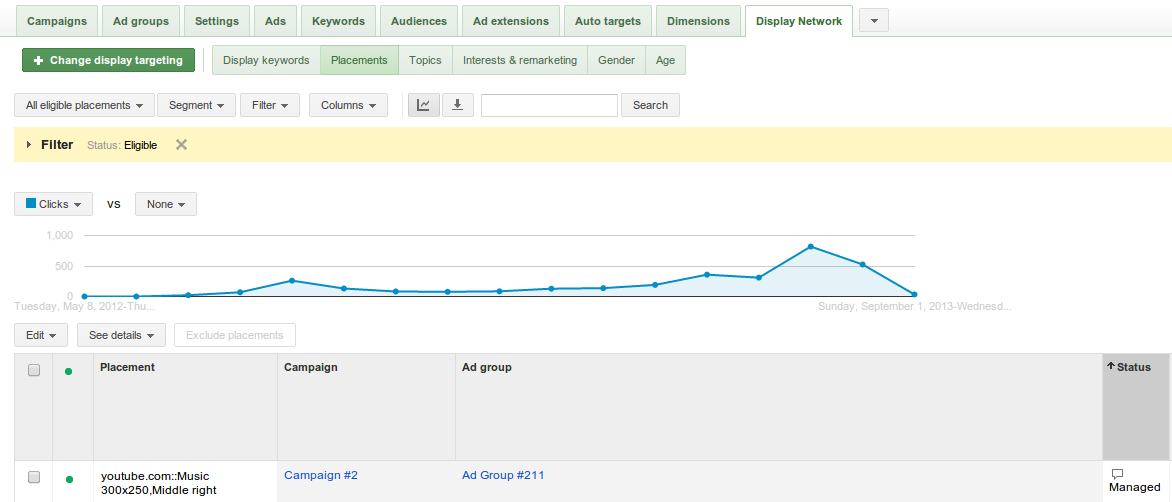 Campaigns Ad groups Settings Ads Keywords Audiences Ad extensions Auto targets Dimensions Display Network
+ Change display targeting Display keywords Placements Topics Interests & remarketing Gender Age
All eligible placements Segment Filter Columns Search
Filter Status: Eligible
Clicks vs None
1,000
500
0
Tuesday, May 8, 2012-Thu... Sunday, September 1, 2013-Wednesd...
Edit See details Exclude placements
Placement Campaign Ad group Status
youtube.com::Music Campaign #2 Ad Group #211
300x250,Middle right Managed